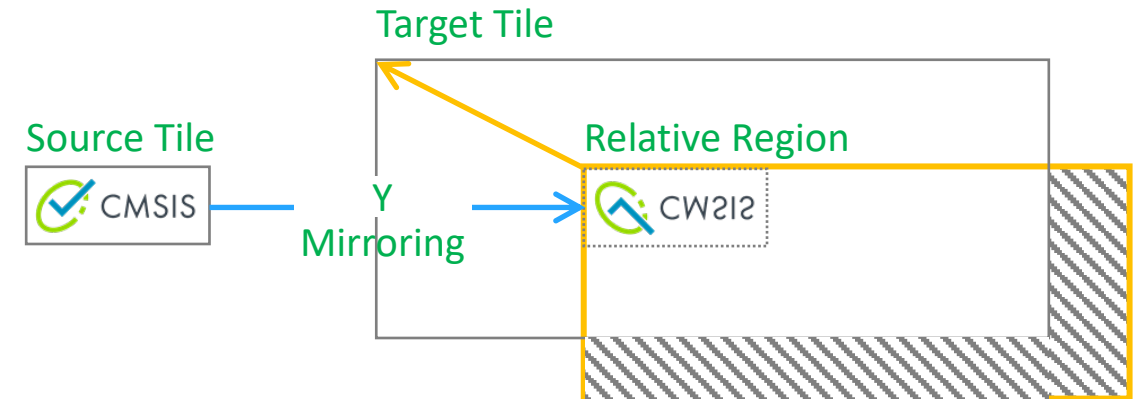 Target Tile
Source Tile
Relative Region
CMSIS
Y
Mirroring
CMSIS